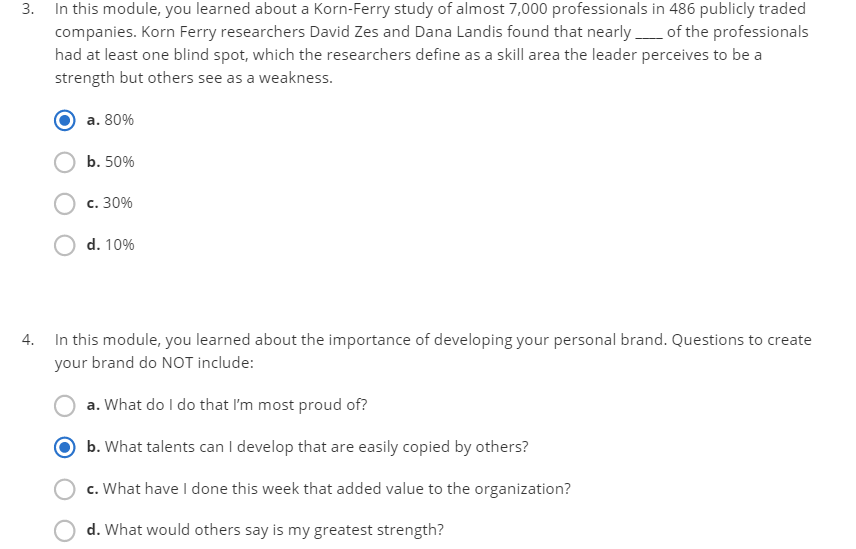 3. In this module, you learned about a Korn-Ferry study of almost 7,000 professionals in 486 publicly traded
companies. Korn Ferry researchers David Zes and Dana Landis found that nearly ____ of the professionals
had at least one blind spot, which the researchers define as a skill area the leader perceives to be a
strength but others see as a weakness.
a. 80%
b. 50%
c. 30%
d. 10%
4. In this module, you learned about the importance of developing your personal brand. Questions to create
your brand do NOT include:
a. What do I do that I'm most proud of?
b. What talents can I develop that are easily copied by others?
c. What have I done this week that added value to the organization?
d. What would others say is my greatest strength?